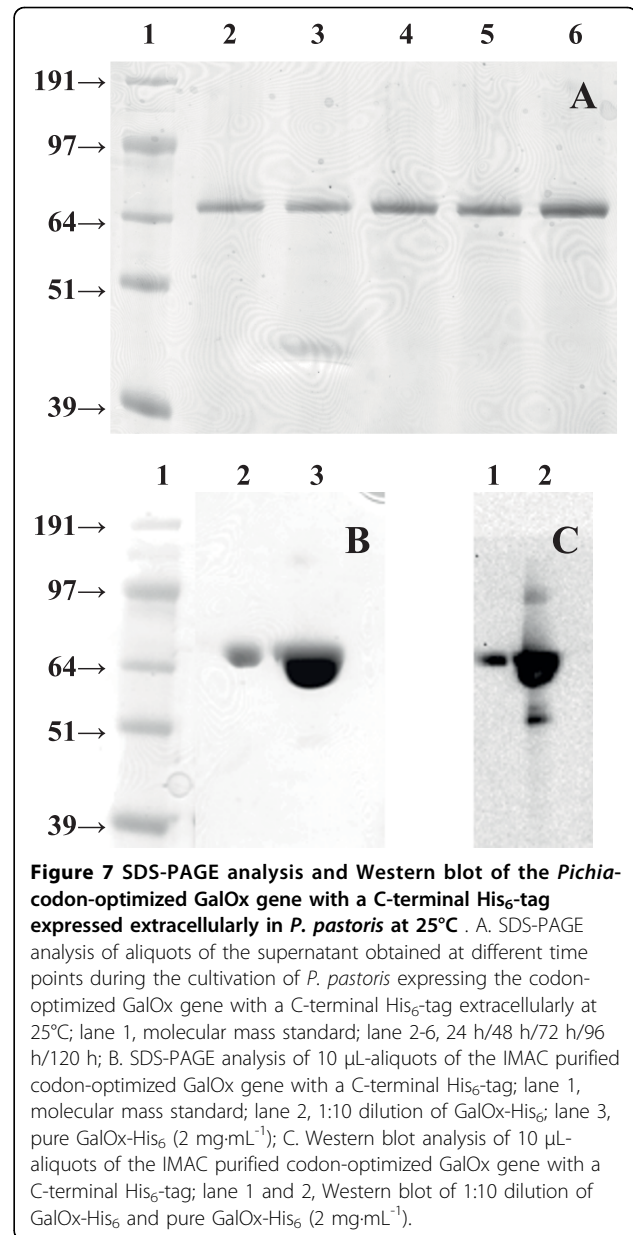 1 2 3 4 5 6
191→
A
97→
64→
51→
39→
1 2 3
1 2
191→
B
C
97→
64→
51→
39→
Figure 7 SDS-PAGE analysis and Western blot of the Pichia-
codon-optimized GalOx gene with a C-terminal His₆-tag
expressed extracellularly in P. pastoris at 25°C . A. SDS-PAGE
analysis of aliquots of the supernatant obtained at different time
points during the cultivation of P. pastoris expressing the codon-
optimized GalOx gene with a C-terminal His₆-tag extracellularly at
25°C; lane 1, molecular mass standard; lane 2-6, 24 h/48 h/72 h/96
h/120 h; B. SDS-PAGE analysis of 10 μL-aliquots of the IMAC purified
codon-optimized GalOx gene with a C-terminal His₆-tag; lane 1,
molecular mass standard; lane 2, 1:10 dilution of GalOx-His₆; lane 3,
pure GalOx-His₆ (2 mg·mL⁻¹); C. Western blot analysis of 10 μL-
aliquots of the IMAC purified codon-optimized GalOx gene with a
C-terminal His₆-tag; lane 1 and 2, Western blot of 1:10 dilution of
GalOx-His₆ and pure GalOx-His₆ (2 mg·mL⁻¹).